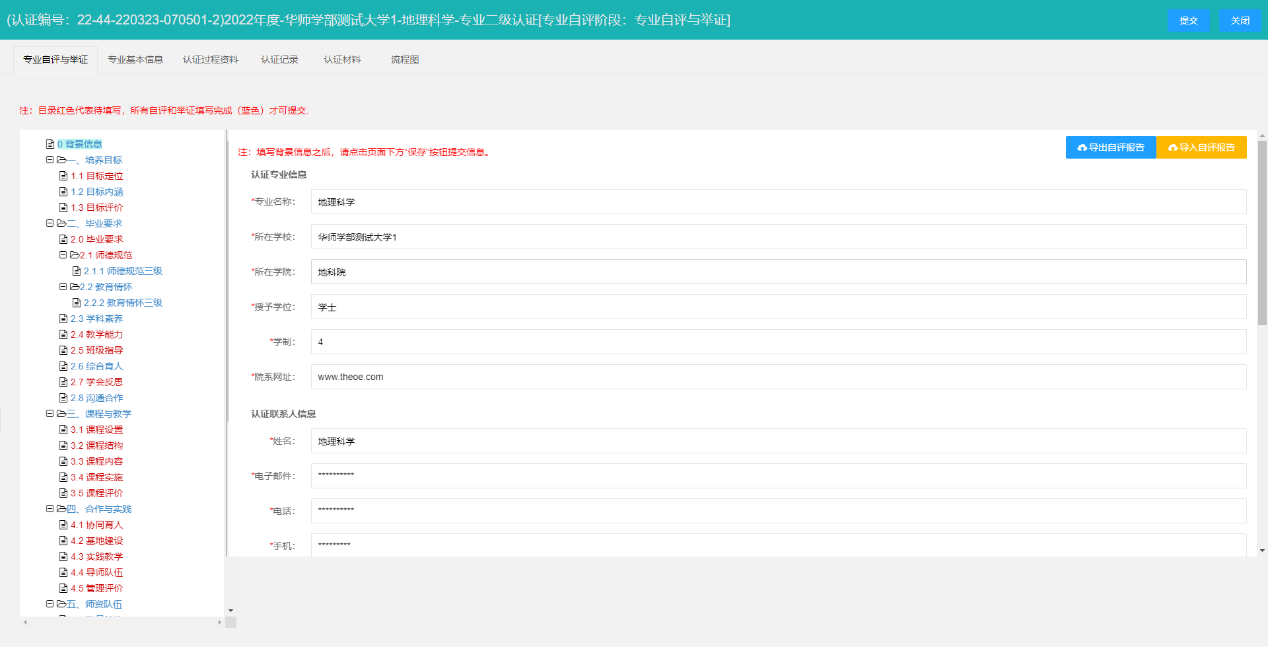 (认证编号：22-44-220323-070501-2)2022年度-华师学部测试大学1-地理科学-专业二级认证[专业自评阶段：专业自评与举证]
提交
关闭
专业自评与举证
专业基本信息
认证过程资料
认证记录
认证材料
流程图
注：目录红色代表待填写，所有自评和举证填写完成（蓝色）才可提交.
0 背景信息
一、培养目标
1.1 目标定位
1.2 目标内涵
1.3 目标评价
二、毕业要求
2.0 毕业要求
2.1 师德规范
2.1.1 师德规范三级
2.2 教育情怀
2.2.2 教育情怀三级
2.3 学科素养
2.4 教学能力
2.5 班级指导
2.6 综合育人
2.7 学会反思
2.8 沟通合作
三、课程与教学
3.1 课程设置
3.2 课程结构
3.3 课程内容
3.4 课程实施
3.5 课程评价
四、合作与实践
4.1 协同育人
4.2 基地建设
4.3 实践教学
4.4 导师队伍
4.5 管理评价
五、师资队伍
注：填写背景信息之后，请点击页面下方"保存"按钮提交信息。
导出自评报告
导入自评报告
认证专业信息
*专业名称： 地理科学
*所在学校： 华师学部测试大学1
*所在学院： 地科院
*授予学位： 学士
*学制： 4
*院系网址： www.theoe.com
认证联系人信息
*姓名： 地理科学
*电子邮件： **********
*电话： **********
*手机： *********